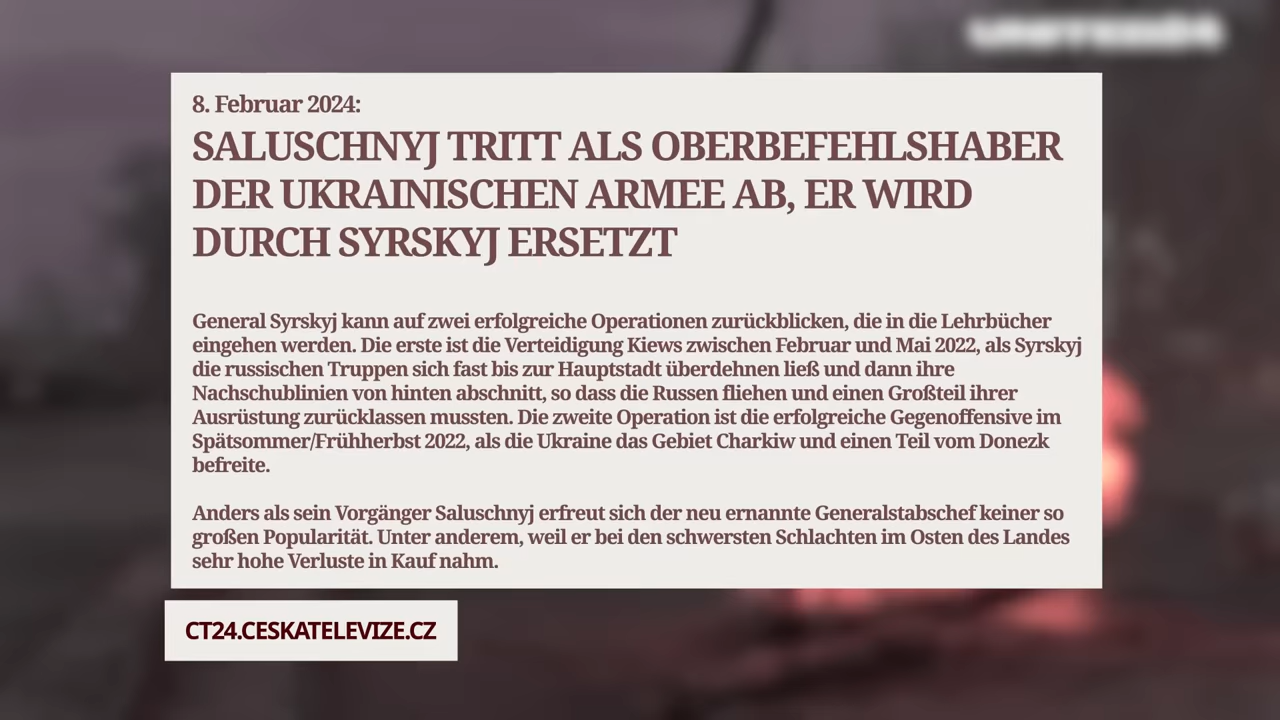 8. Februar 2024:
SALUSCHNYJ TRITT ALS OBERBEFEHLSHABER
DER UKRAINISCHEN ARMEE AB, ER WIRD
DURCH SYRSKYJ ERSETZT
General Syrskyj kann auf zwei erfolgreiche Operationen zurückblicken, die in die Lehrbücher
eingehen werden. Die erste ist die Verteidigung Kiews zwischen Februar und Mai 2022, als Syrskyj
die russischen Truppen sich fast bis zur Hauptstadt überdehnen ließ und dann ihre
Nachschublinien von hinten abschnitt, so dass die Russen fliehen und einen Großteil ihrer
Ausrüstung zurücklassen mussten. Die zweite Operation ist die erfolgreiche Gegenoffensive im
Spätsommer/Frühherbst 2022, als die Ukraine das Gebiet Charkiw und einen Teil vom Donezk
befreite.
Anders als sein Vorgänger Saluschnyj erfreut sich der neu ernannte Generalstabschef keiner so
großen Popularität. Unter anderem, weil er bei den schwersten Schlachten im Osten des Landes
sehr hohe Verluste in Kauf nahm.
CT24.CESKATELEVIZE.CZ